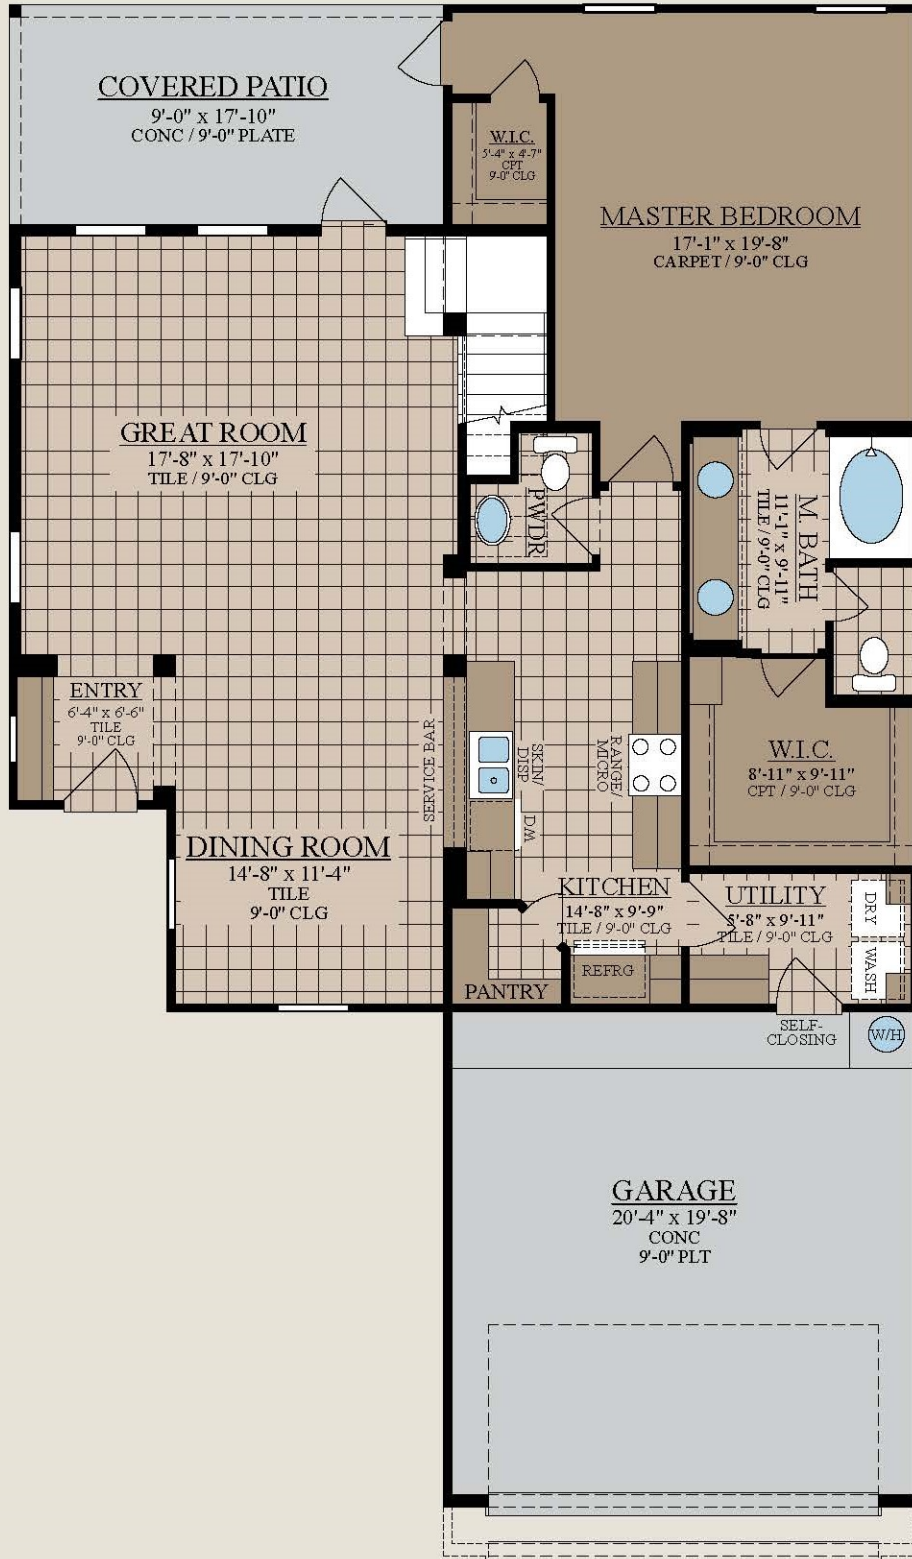 COVERED PATIO
9'-0" x 17'-10"
CONC / 9'-0" PLATE
W.I.C.
5'-4" x 4'-7"
CPT
9'-0" CLG
MASTER BEDROOM
17'-1" x 19'-8"
CARPET / 9'-0" CLG
GREAT ROOM
17'-8" x 17'-10"
TILE / 9'-0" CLG
PWDR
M. BATH
11'-1" x 9'-11"
TILE / 9'-0" CLG
ENTRY
6'-4" x 6'-6"
TILE
9'-0" CLG
SERVICE BAR
SKIN/
DISP
D.W.
RANGE/
MICRO
W.I.C.
8'-11" x 9'-11"
CPT / 9'-0" CLG
DINING ROOM
14'-8" x 11'-4"
TILE
9'-0" CLG
KITCHEN
14'-8" x 9'-9"
TILE / 9'-0" CLG
UTILITY
5'-8" x 9'-11"
TILE / 9'-0" CLG
DRY
WASH
REFRG
PANTRY
SELF-
CLOSING
W/H
GARAGE
20'-4" x 19'-8"
CONC
9'-0" PLT